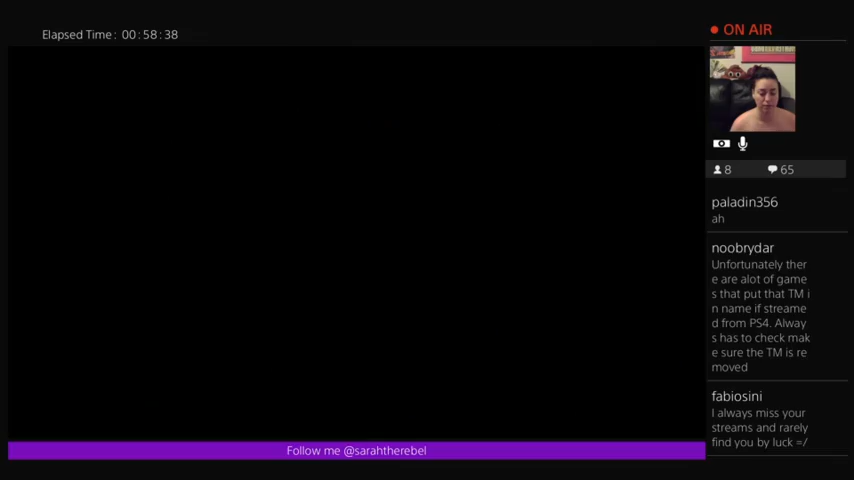 Elapsed Time : 00 : 58 : 38
ON AIR
8 65
paladin356
ah
noobrydar
Unfortunately ther
e are alot of game
s that put that TM i
n name if streame
d from PS4. Alway
s has to check mak
e sure the TM is re
moved
fabiosini
I always miss your
streams and rarely
find you by luck =/
Follow me @sarahtherebel